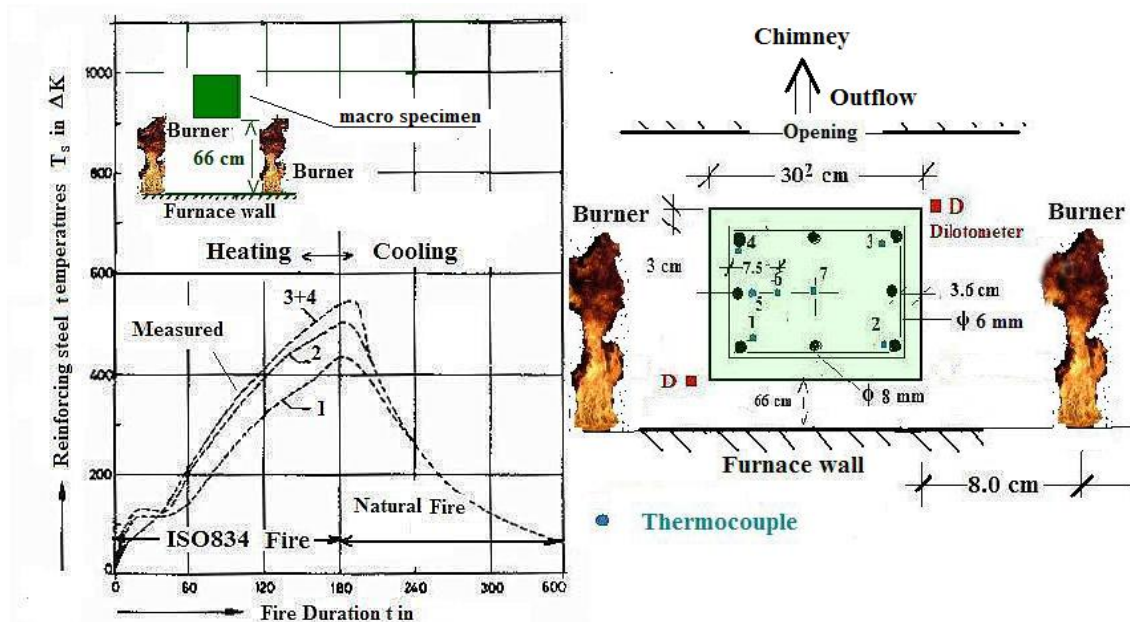 Reinforcing steel temperatures T s in ΔK
1000
800
600
400
200
0
macro specimen
Burner
66 cm
Burner
Furnace wall
Heating
Cooling
3+4
Measured
2
1
Natural Fire
ISO834 Fire
0
60
120
180
240
300
600
Fire Duration t in
Chimney
Outflow
Opening
30² cm
Burner
D
Dilotometer
Burner
3 cm
4
3
7.5
6
7
5
3.6 cm
ϕ 6 mm
1
2
D
66 cm
ϕ 8 mm
Furnace wall
8.0 cm
Thermocouple